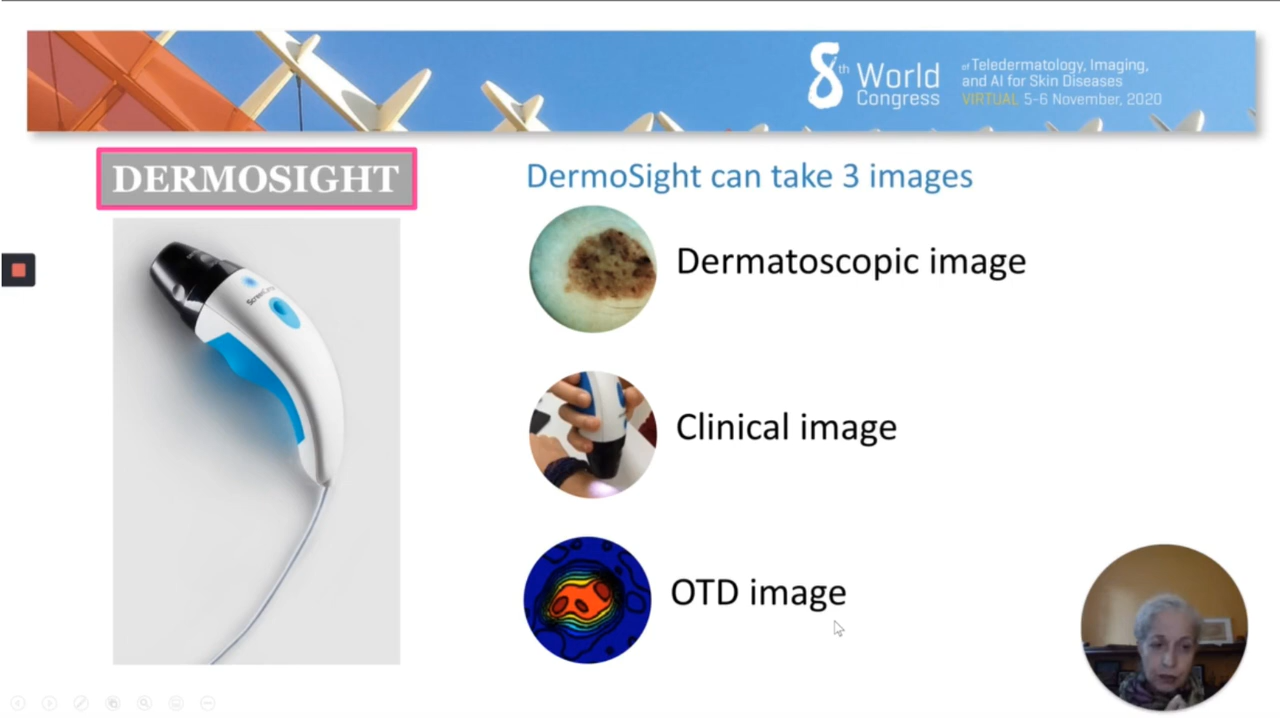 8th World
Congress
of Teledermatology, Imaging,
and AI for Skin Diseases
VIRTUAL 5-6 November, 2020
DERMOSIGHT
DermoSight can take 3 images
Dermatoscopic image
Clinical image
OTD image